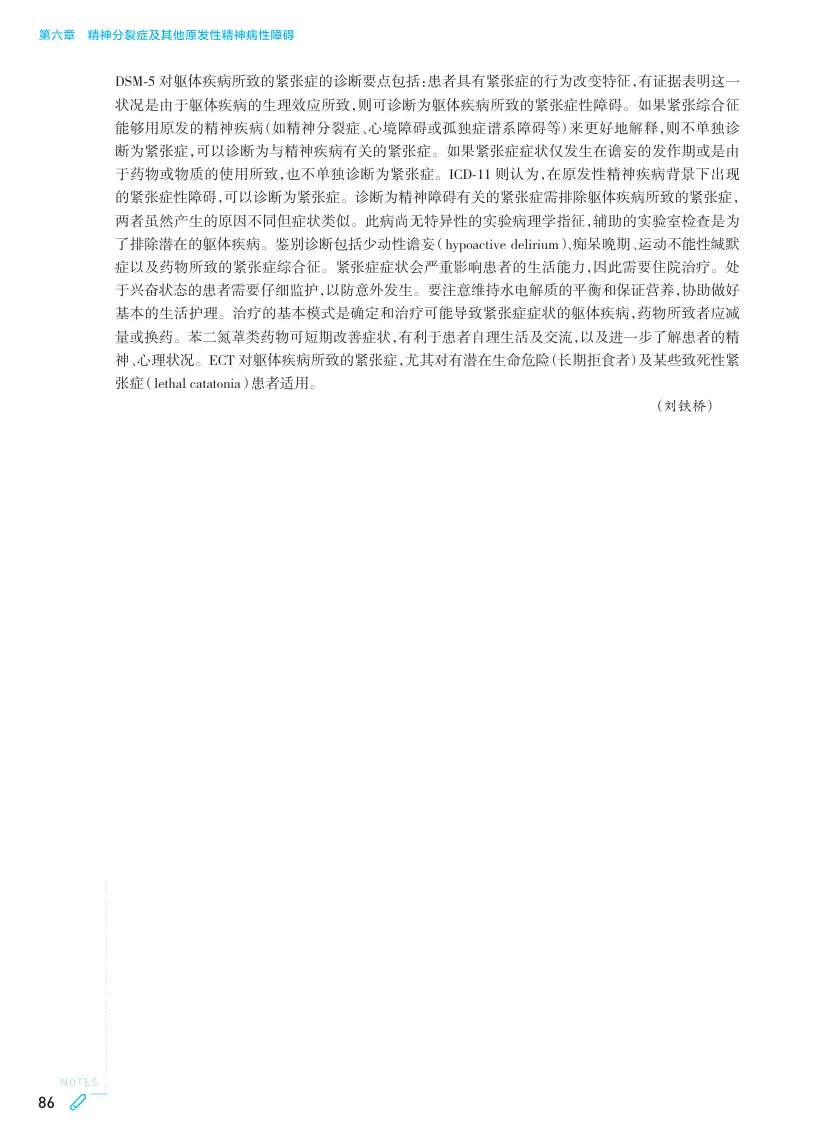 第六章 精神分裂症及其他原发性精神病性障碍
DSM-5 对躯体疾病所致的紧张症的诊断要点包括：患者具有紧张症的行为改变特征，有证据表明这一
状况是由于躯体疾病的生理效应所致，则可诊断为躯体疾病所致的紧张症性障碍。如果紧张综合征
能够用原发的精神疾病（如精神分裂症、心境障碍或孤独症谱系障碍等）来更好地解释，则不单独诊
断为紧张症，可以诊断为与精神疾病有关的紧张症。如果紧张症症状仅发生在谵妄的发作期或是由
于药物或物质的使用所致，也不单独诊断为紧张症。ICD-11 则认为，在原发性精神疾病背景下出现
的紧张症性障碍，可以诊断为紧张症。诊断为精神障碍有关的紧张症需排除躯体疾病所致的紧张症，
两者虽然产生的原因不同但症状类似。此病尚无特异性的实验病理学指征，辅助的实验室检查是为
了排除潜在的躯体疾病。鉴别诊断包括少动性谵妄（hypoactive delirium）、痴呆晚期、运动不能性缄默
症以及药物所致的紧张症综合征。紧张症症状会严重影响患者的生活能力，因此需要住院治疗。处
于兴奋状态的患者需要仔细监护，以防意外发生。要注意维持水电解质的平衡和保证营养，协助做好
基本的生活护理。治疗的基本模式是确定和治疗可能导致紧张症症状的躯体疾病，药物所致者应减
量或换药。苯二氮䓬类药物可短期改善症状，有利于患者自理生活及交流，以及进一步了解患者的精
神、心理状况。ECT 对躯体疾病所致的紧张症，尤其对有潜在生命危险（长期拒食者）及某些致死性紧
张症（lethal catatonia）患者适用。
（刘铁桥）
NOTES
86